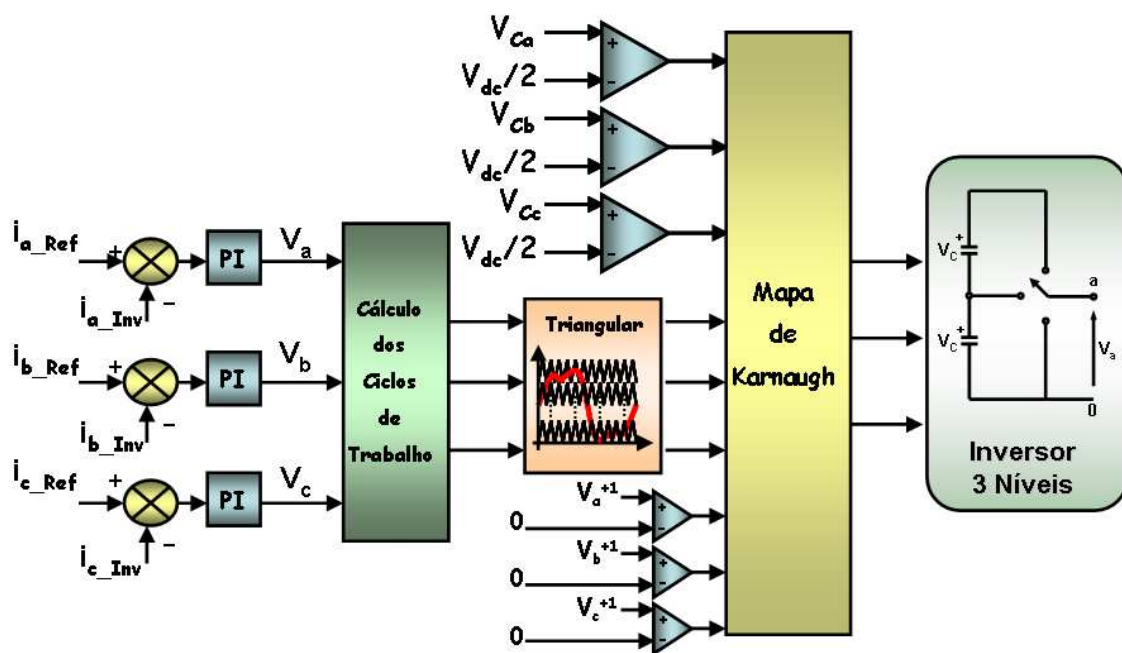 V_Ca
+
V_dc/2
-
V_Cb
+
V_dc/2
-
V_Cc
+
V_dc/2
-
i_a_Ref
+
PI
V_a
i_a_Inv
-
i_b_Ref
+
PI
V_b
i_b_Inv
-
i_c_Ref
+
PI
V_c
i_c_Inv
-
Cálculo
dos
Ciclos
de
Trabalho
Triangular
V_a^+1
+
0
-
V_b^+1
+
0
-
V_c^+1
+
0
-
Mapa
de
Karnaugh
V_C
+
a
V_C
+
V_a
0
Inversor
3 Níveis